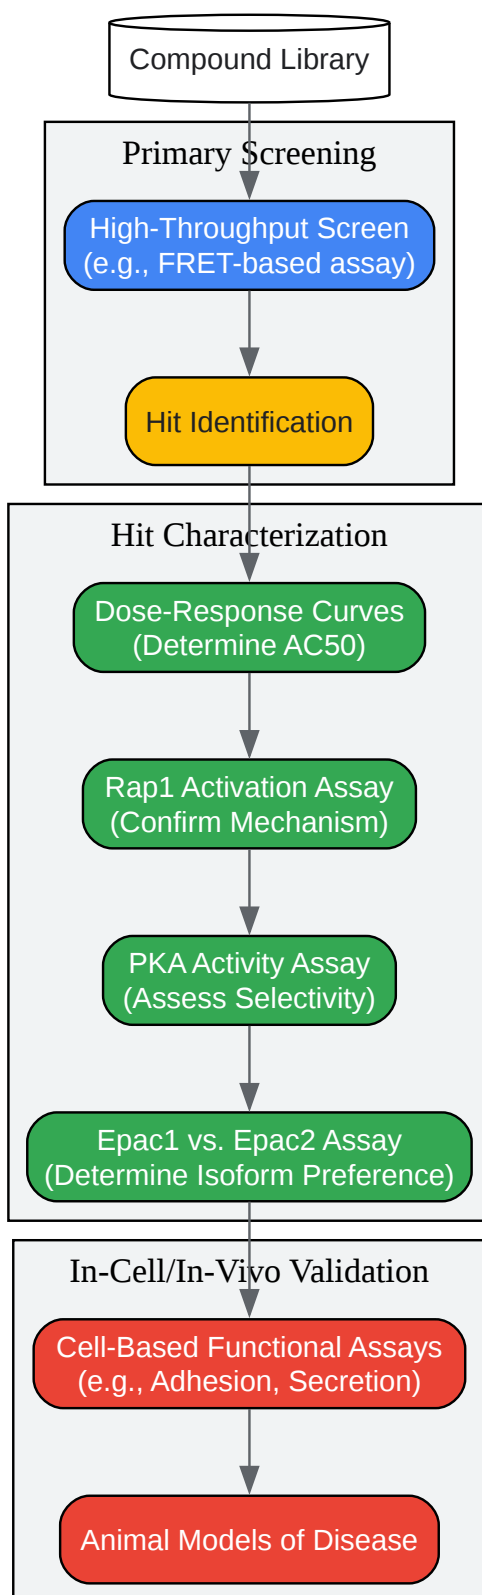 Compound Library
Primary Screening
High-Throughput Screen
(e.g., FRET-based assay)
Hit Identification
Hit Characterization
Dose-Response Curves
(Determine AC50)
Rap1 Activation Assay
(Confirm Mechanism)
PKA Activity Assay
(Assess Selectivity)
Epac1 vs. Epac2 Assay
(Determine Isoform Preference)
In-Cell/In-Vivo Validation
Cell-Based Functional Assays
(e.g., Adhesion, Secretion)
Animal Models of Disease